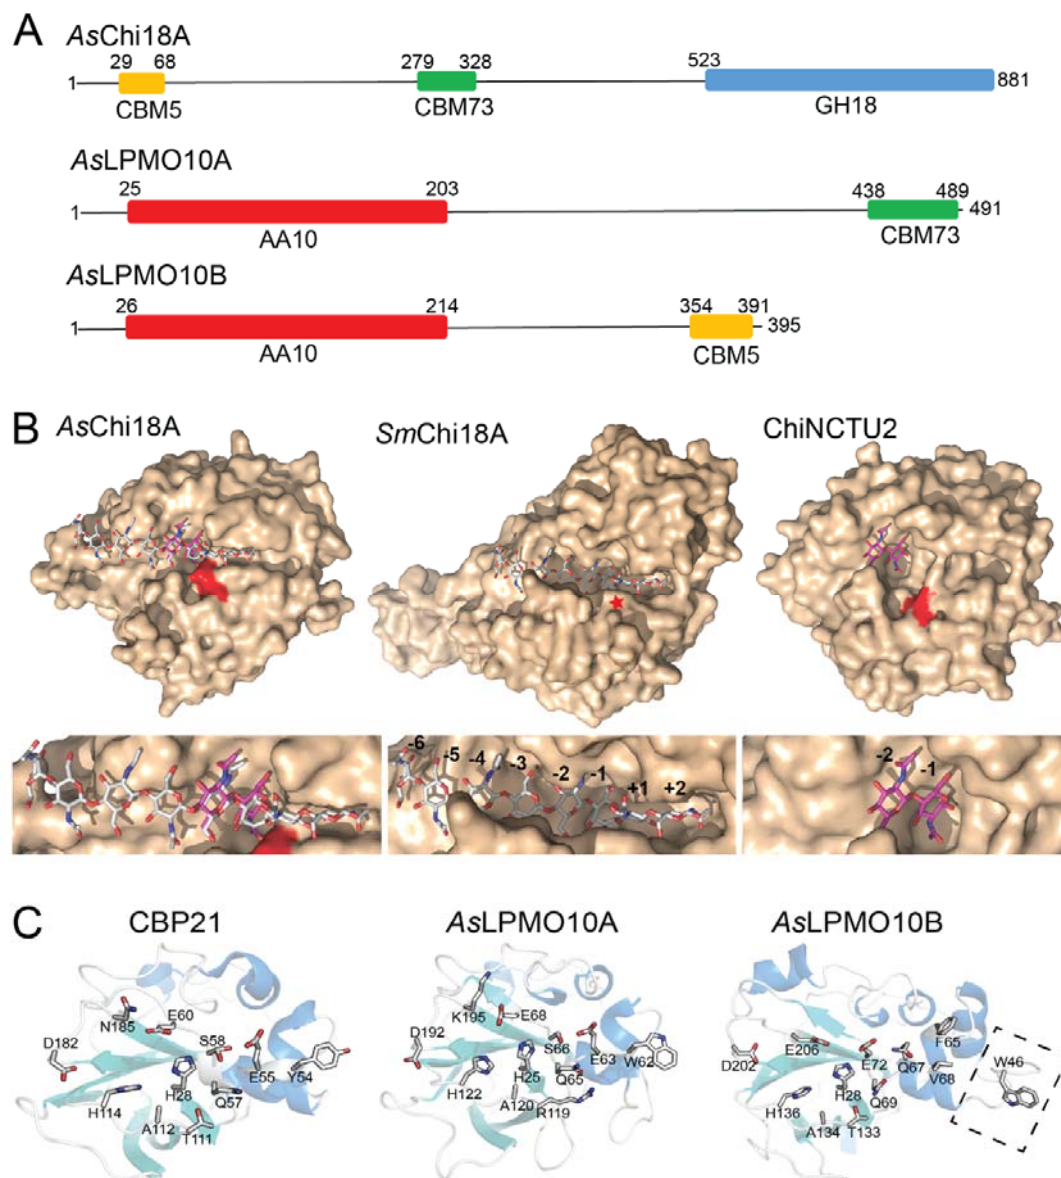 A
AsChi18A
29 68 279 328 523
1 881
CBM5 CBM73 GH18
AsLPMO10A
25 203 438 489
1 491
AA10 CBM73
AsLPMO10B
26 214 354 391
1 395
AA10 CBM5
B
AsChi18A SmChi18A ChiNCTU2
-6 -5 -4 -3 -2 -1 +1 +2 -2 -1
C
CBP21 AsLPMO10A AsLPMO10B
N185 E60 S58 D182 E55 Y54 H114 H28 Q57 A112 T111
K195 E68 D192 S66 E63 W62 H122 H25 Q65 A120 R119
F65 E206 E72 Q67 D202 V68 W46 H136 H28 Q69 A134 T133